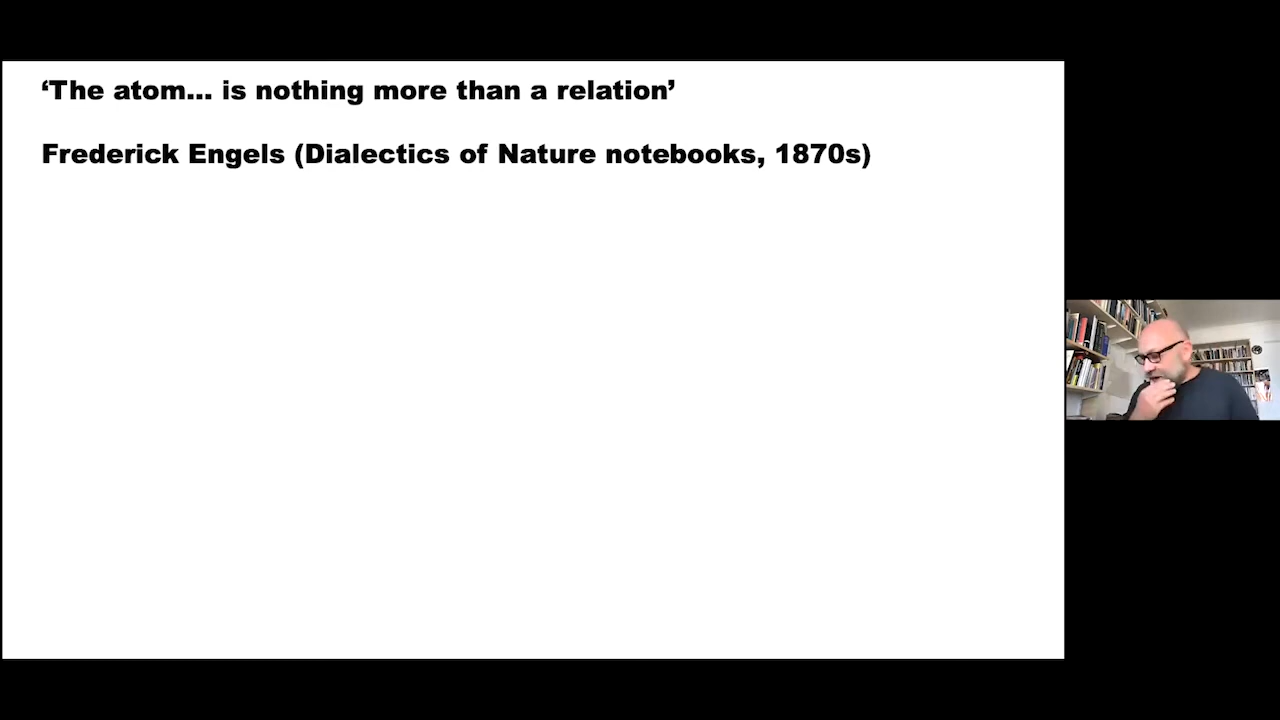 ‘The atom... is nothing more than a relation’
Frederick Engels (Dialectics of Nature notebooks, 1870s)